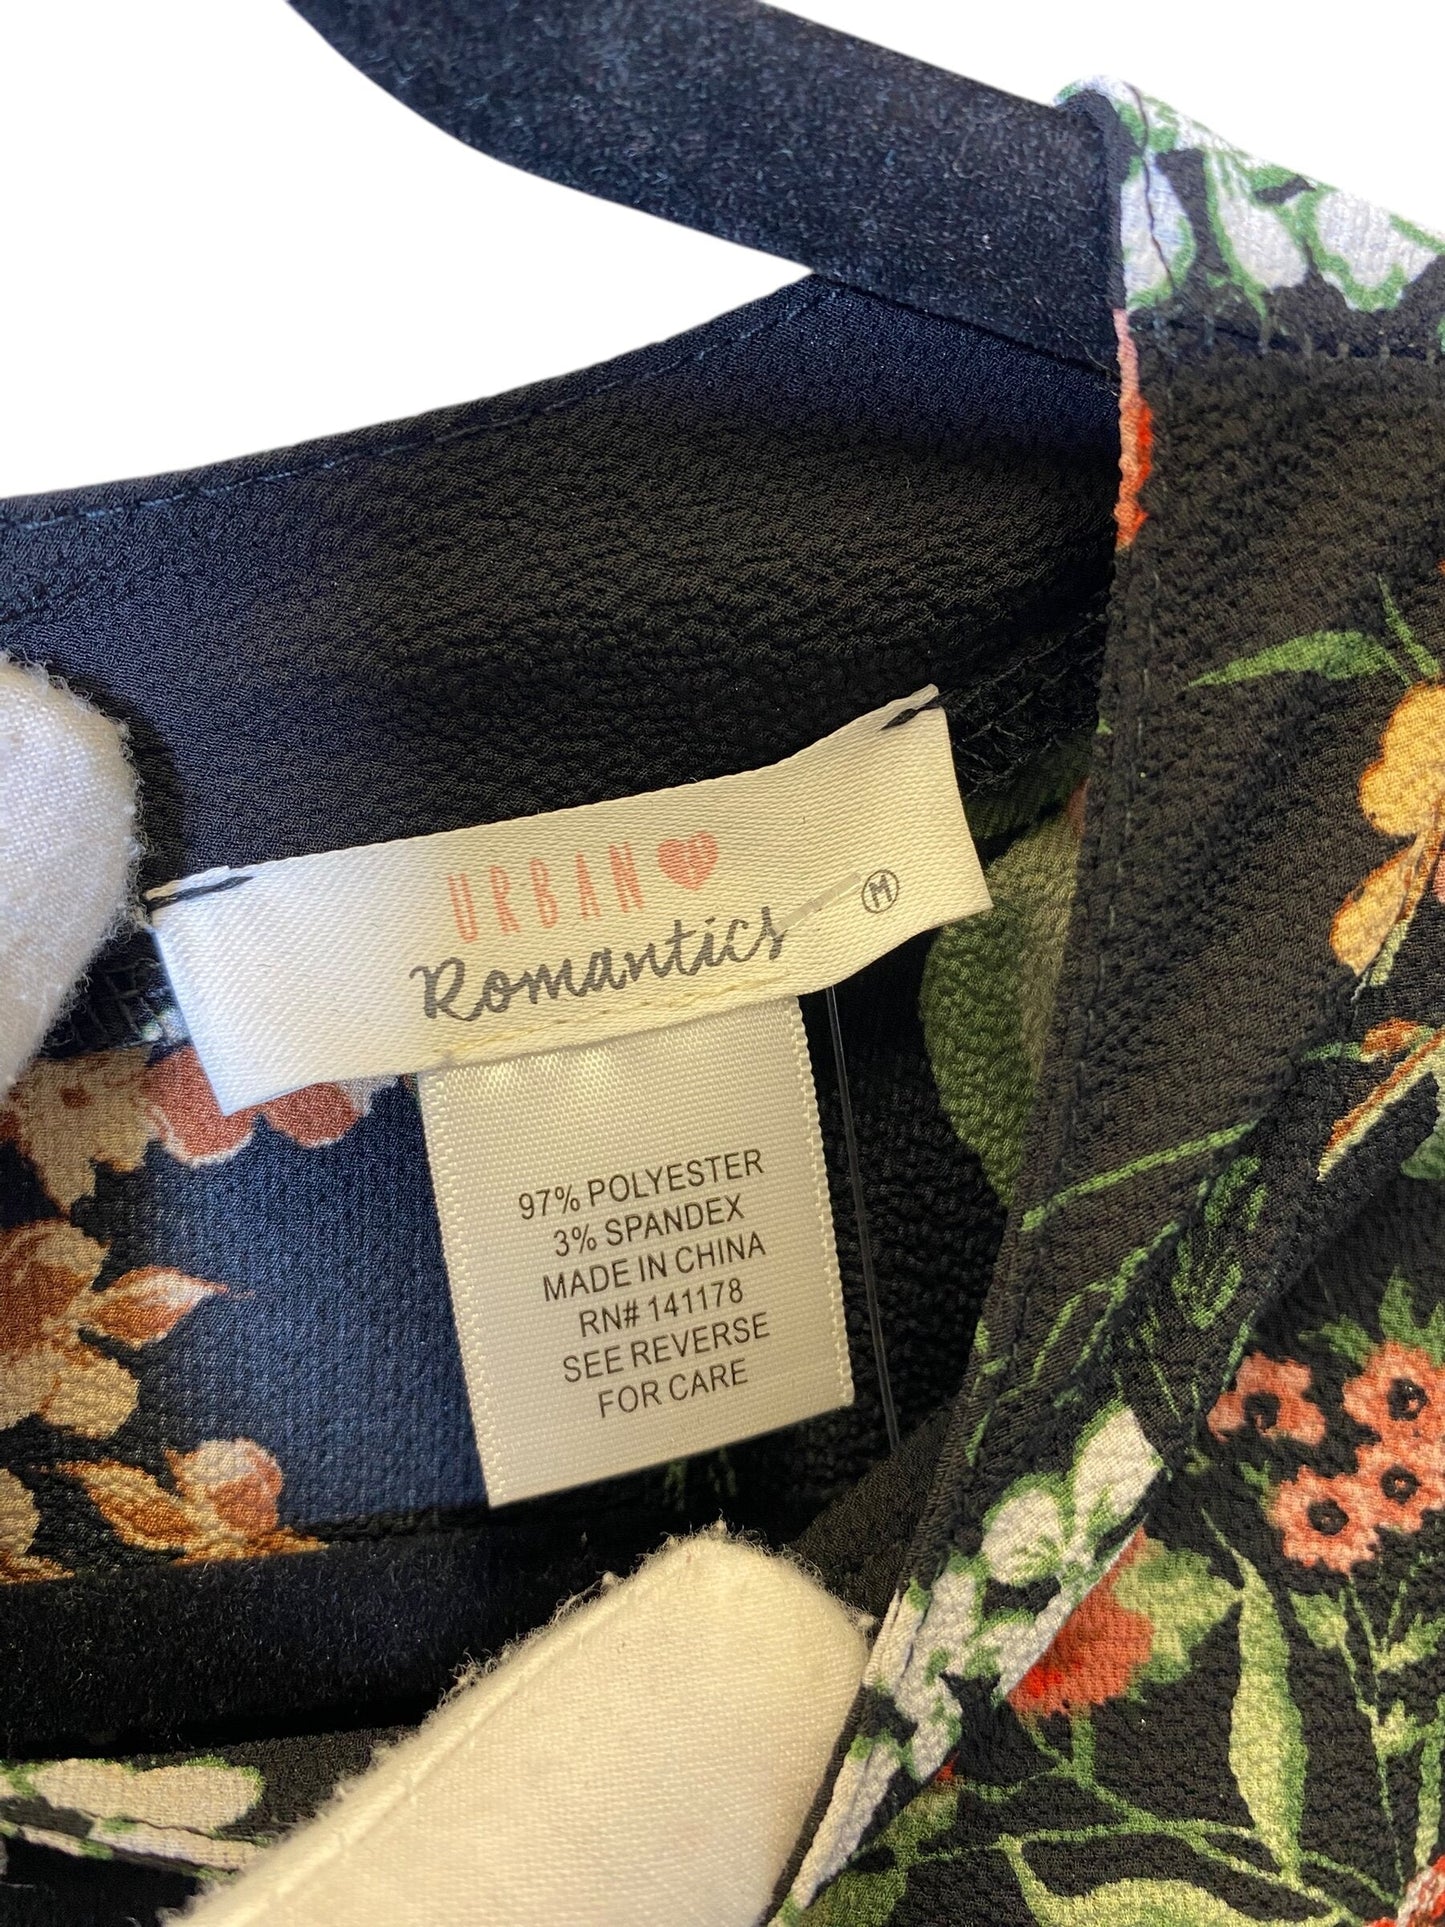 URBAN
Romantics
M
97% POLYESTER
3% SPANDEX
MADE IN CHINA
RN# 141178
SEE REVERSE
FOR CARE